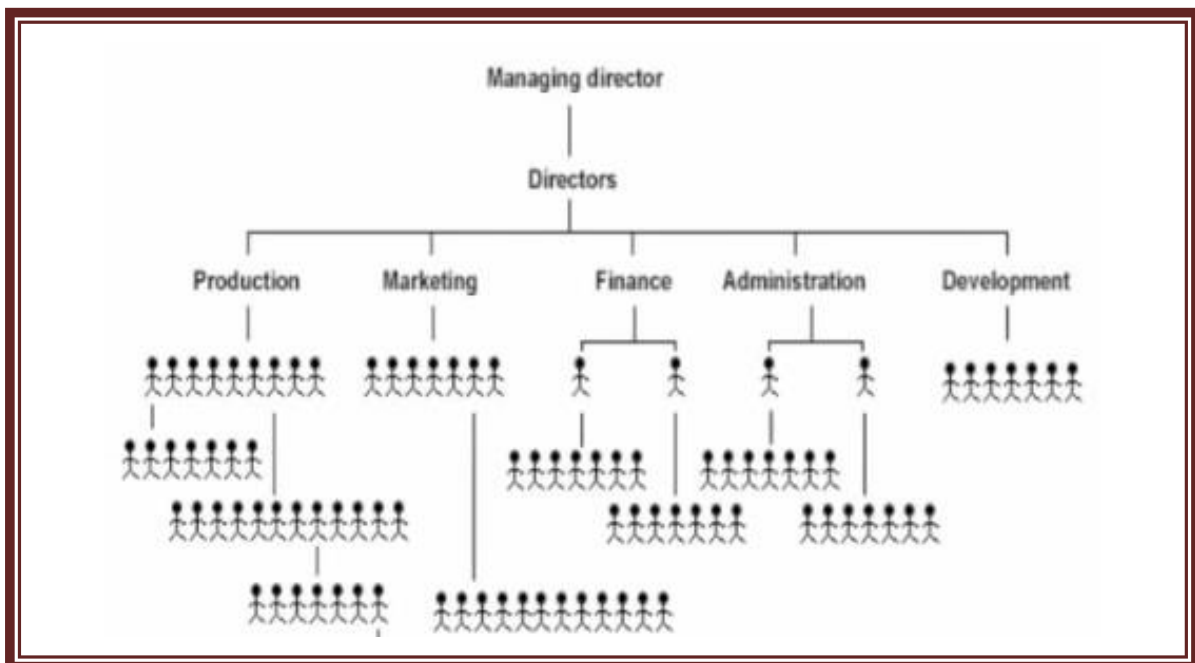 Managing director
Directors
Production Marketing Finance Administration Development